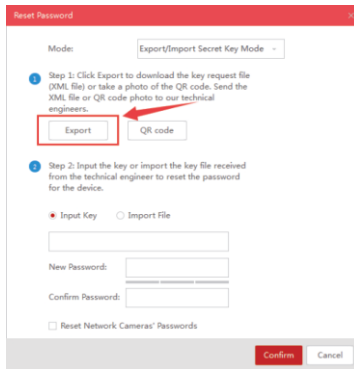 Reset Password
Mode: Export/Import Secret Key Mode
1 Step 1: Click Export to download the key request file
(XML file) or take a photo of the QR code. Send the
XML file or QR code photo to our technical
engineers.
Export QR code
2 Step 2: Input the key or import the key file received
from the technical engineer to reset the password
for the device.
Input Key Import File
New Password:
Confirm Password:
Reset Network Cameras' Passwords
Confirm Cancel